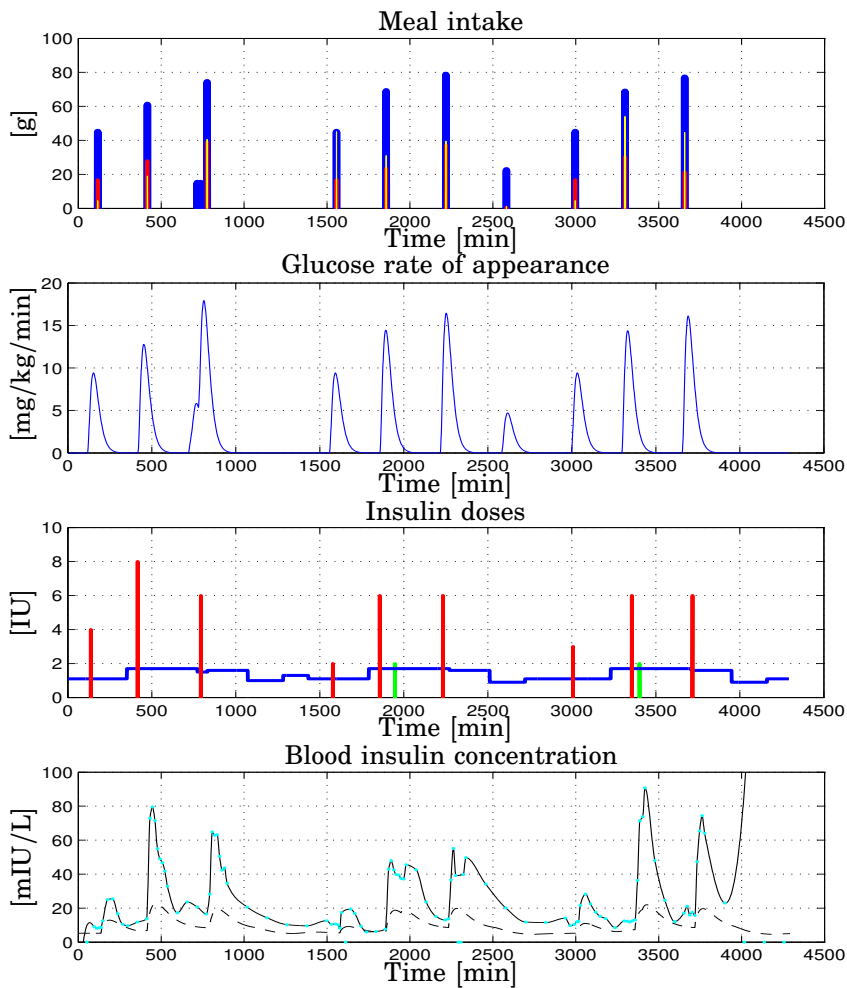 Meal intake
100
80
60
40
20
0
[g]
0 500 1000 1500 2000 2500 3000 3500 4000 4500
Time [min]
Glucose rate of appearance
20
15
10
5
0
[mg/kg/min]
0 500 1000 1500 2000 2500 3000 3500 4000 4500
Time [min]
Insulin doses
10
8
6
4
2
0
[IU]
0 500 1000 1500 2000 2500 3000 3500 4000 4500
Time [min]
Blood insulin concentration
100
80
60
40
20
0
[mIU/L]
0 500 1000 1500 2000 2500 3000 3500 4000 4500
Time [min]